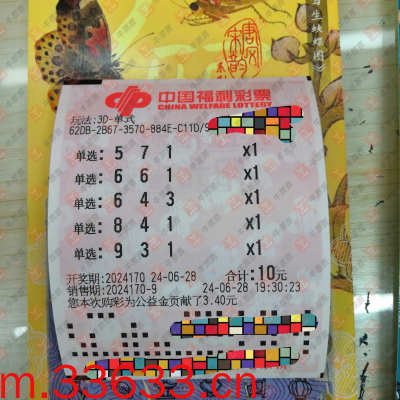 中国福利彩票
CHINA WELFARE LOTTERY
玩法:3D-单式
62DB-2B67-3570-884E-C11D/
单选: 5 7 1 x1
单选: 6 6 1 x1
单选: 6 4 3 x1
单选: 8 4 1 x1
单选: 9 3 1 x1
开奖期:2024170 24-06-28 合计:10元
销售期:2024170-9 24-06-28 19:30:23
您本次购彩为公益金贡献了3.40元
m.33633.cn